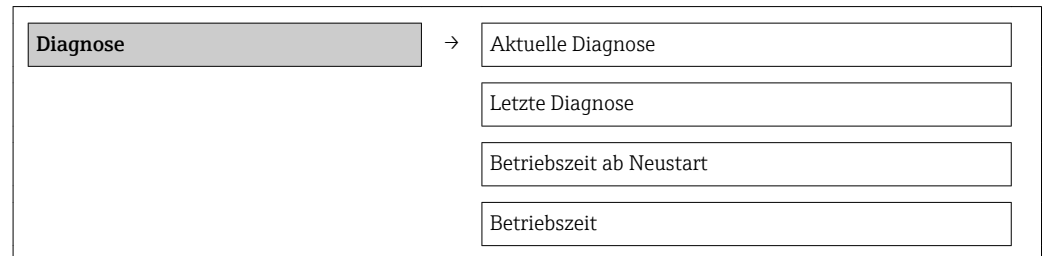 Diagnose → Aktuelle Diagnose
Letzte Diagnose
Betriebszeit ab Neustart
Betriebszeit